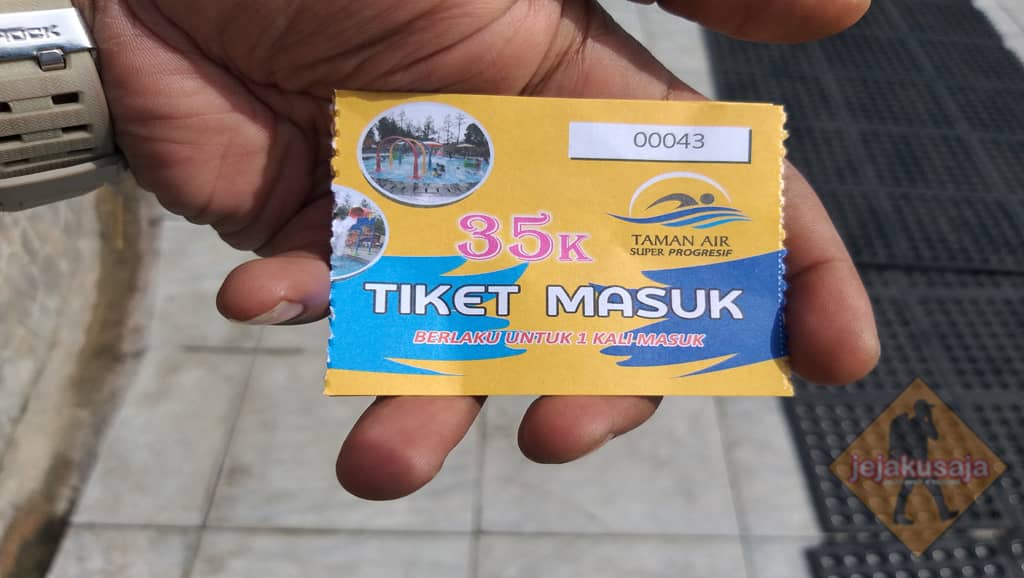 00043
35K
TAMAN AIR
SUPER PROGRESIF
TIKET MASUK
BERLAKU UNTUK 1 KALI MASUK
jejakusaja